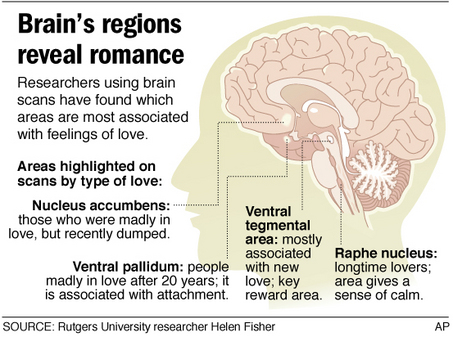 Brain's regions
reveal romance
Researchers using brain
scans have found which
areas are most associated
with feelings of love.
Areas highlighted on
scans by type of love:
Nucleus accumbens:
those who were madly in
love, but recently dumped.
Ventral pallidum: people
madly in love after 20 years; it
is associated with attachment.
Ventral
tegmental
area: mostly
associated
with new
love; key
reward area.
Raphe nucleus:
longtime lovers;
area gives a
sense of calm.
SOURCE: Rutgers University researcher Helen Fisher
AP